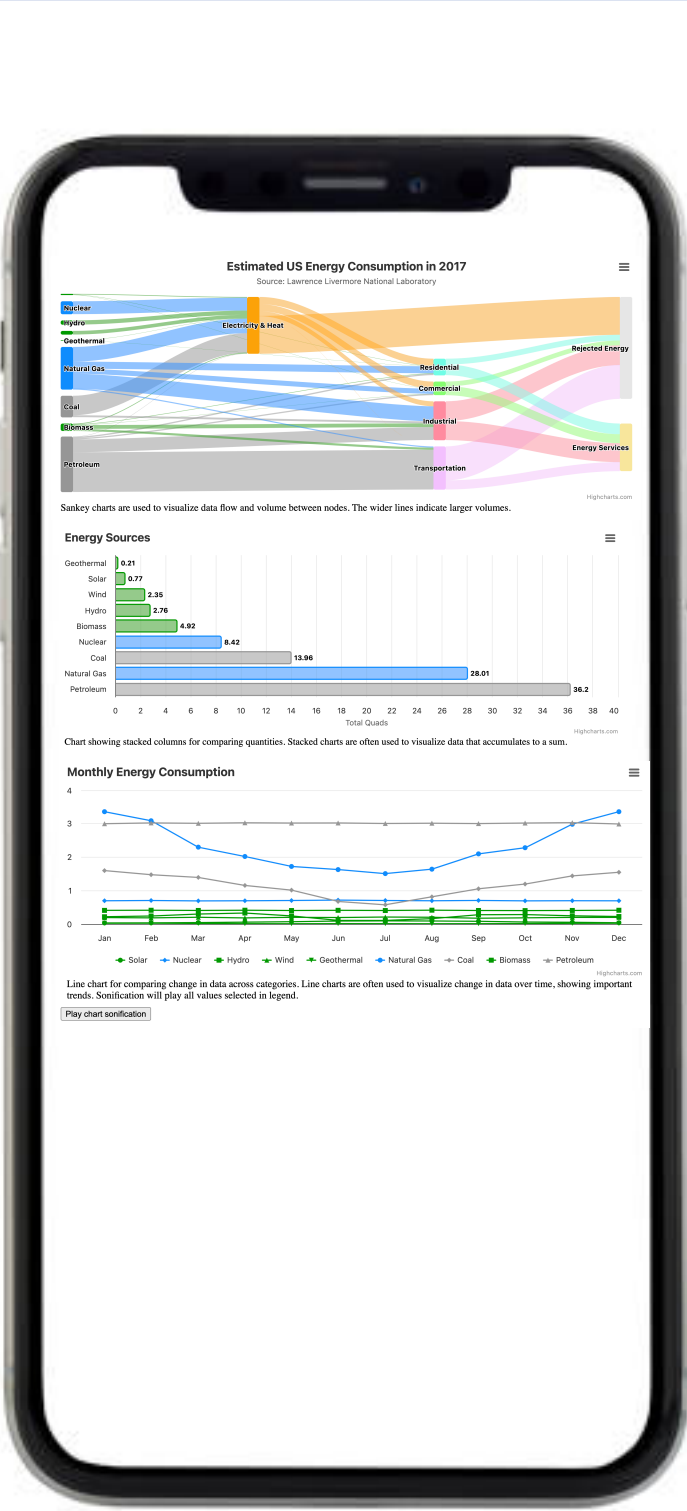 Estimated US Energy Consumption in 2017
Source: Lawrence Livermore National Laboratory
Nuclear
Hydro
Electricity & Heat
Geothermal
Rejected Energy
Natural Gas
Residential
Commercial
Coal
Industrial
Biomass
Energy Services
Petroleum
Transportation
Highcharts.com
Sankey charts are used to visualize data flow and volume between nodes. The wider lines indicate larger volumes.
Energy Sources
Geothermal 0.21
Solar 0.77
Wind 2.35
Hydro 2.76
Biomass 4.92
Nuclear 8.42
Coal 13.96
Natural Gas 28.01
Petroleum 36.2
0 2 4 6 8 10 12 14 16 18 20 22 24 26 28 30 32 34 36 38 40
Total Quads
Highcharts.com
Chart showing stacked columns for comparing quantities. Stacked charts are often used to visualize data that accumulates to a sum.
Monthly Energy Consumption
4
3
2
1
0
Jan Feb Mar Apr May Jun Jul Aug Sep Oct Nov Dec
Solar Nuclear Hydro Wind Geothermal Natural Gas Coal Biomass Petroleum
Highcharts.com
Line chart for comparing change in data across categories. Line charts are often used to visualize change in data over time, showing important
trends. Sonification will play all values selected in legend.
Play chart sonification